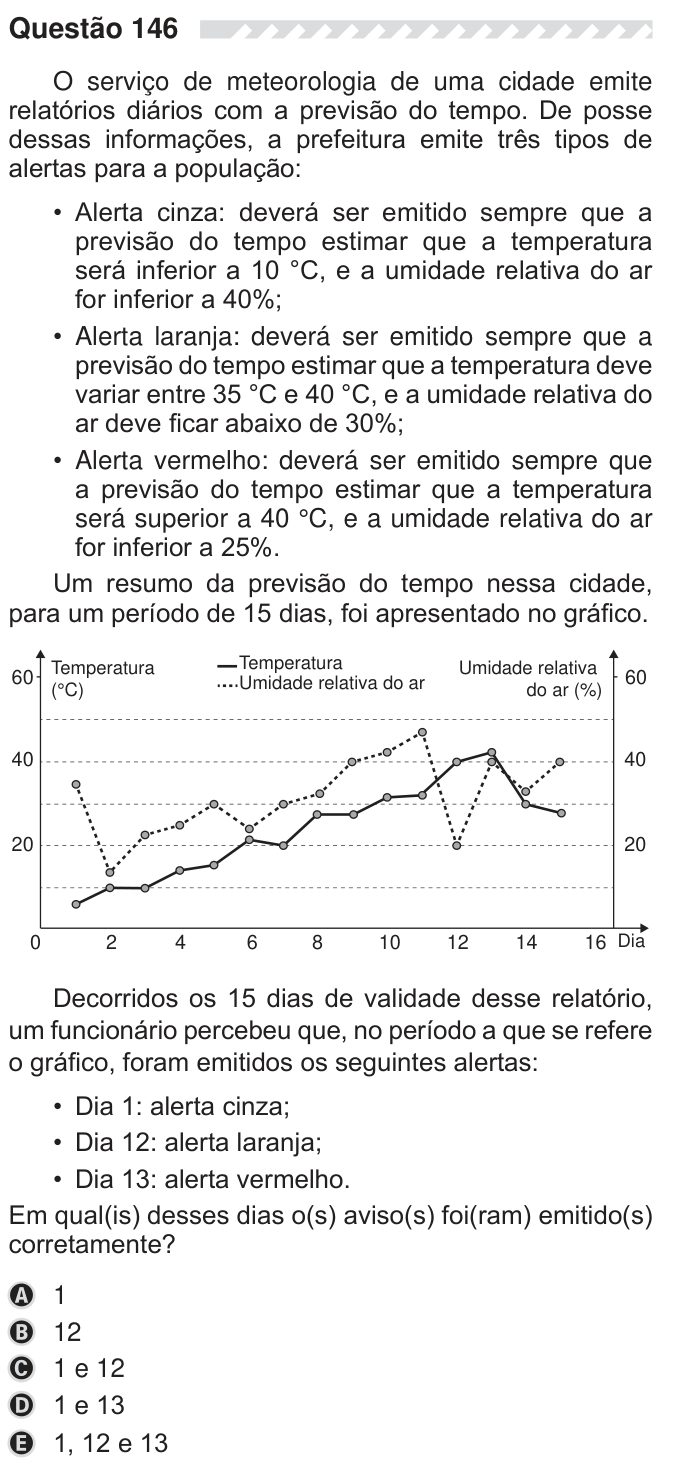 Questão 146
O serviço de meteorologia de uma cidade emite
relatórios diários com a previsão do tempo. De posse
dessas informações, a prefeitura emite três tipos de
alertas para a população:
• Alerta cinza: deverá ser emitido sempre que a
previsão do tempo estimar que a temperatura
será inferior a 10 °C, e a umidade relativa do ar
for inferior a 40%;
• Alerta laranja: deverá ser emitido sempre que a
previsão do tempo estimar que a temperatura deve
variar entre 35 °C e 40 °C, e a umidade relativa do
ar deve ficar abaixo de 30%;
• Alerta vermelho: deverá ser emitido sempre que
a previsão do tempo estimar que a temperatura
será superior a 40 °C, e a umidade relativa do ar
for inferior a 25%.
Um resumo da previsão do tempo nessa cidade,
para um período de 15 dias, foi apresentado no gráfico.
Temperatura
(°C)
Temperatura
Umidade relativa do ar
Umidade relativa
do ar (%)
60 60
40 40
20 20
0 2 4 6 8 10 12 14 16 Dia
Decorridos os 15 dias de validade desse relatório,
um funcionário percebeu que, no período a que se refere
o gráfico, foram emitidos os seguintes alertas:
• Dia 1: alerta cinza;
• Dia 12: alerta laranja;
• Dia 13: alerta vermelho.
Em qual(is) desses dias o(s) aviso(s) foi(ram) emitido(s)
corretamente?
A 1
B 12
C 1 e 12
D 1 e 13
E 1, 12 e 13